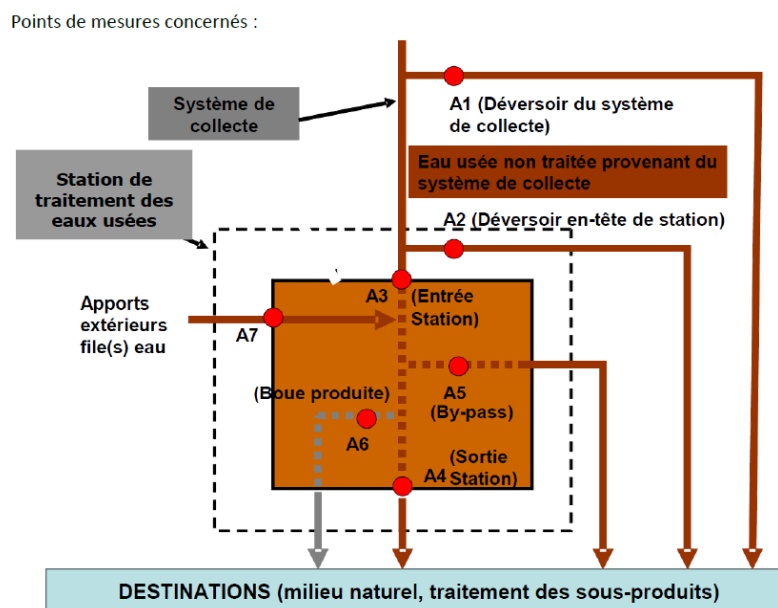 Points de mesures concernés :
Système de
collecte
A1 (Déversoir du système
de collecte)
Station de
traitement des
eaux usées
Eau usée non traitée provenant du
système de collecte
A2 (Déversoir en-tête de station)
A3
(Entrée
Station)
Apports
extérieurs
file(s) eau
A7
(Boue produite)
A5
(By-pass)
A6
(Sortie
Station)
A4
DESTINATIONS (milieu naturel, traitement des sous-produits)